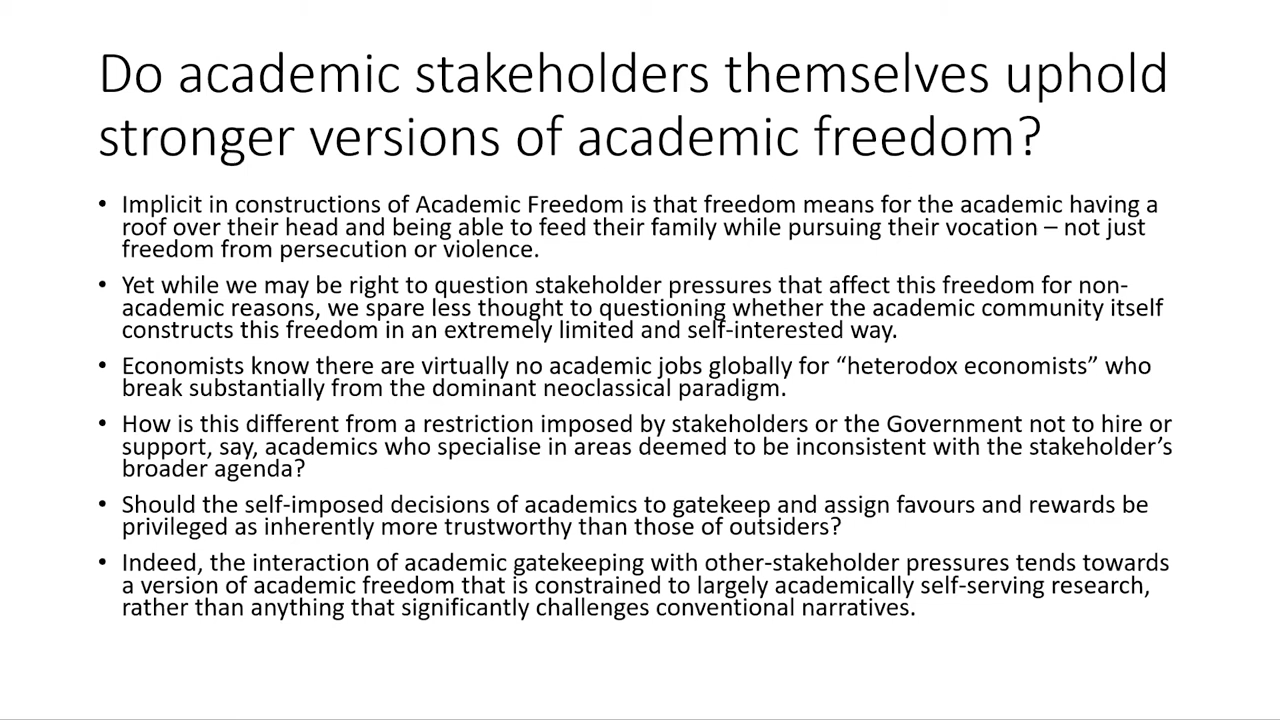 Do academic stakeholders themselves uphold
stronger versions of academic freedom?
• Implicit in constructions of Academic Freedom is that freedom means for the academic having a
roof over their head and being able to feed their family while pursuing their vocation – not just
freedom from persecution or violence.
• Yet while we may be right to question stakeholder pressures that affect this freedom for non-
academic reasons, we spare less thought to questioning whether the academic community itself
constructs this freedom in an extremely limited and self-interested way.
• Economists know there are virtually no academic jobs globally for “heterodox economists” who
break substantially from the dominant neoclassical paradigm.
• How is this different from a restriction imposed by stakeholders or the Government not to hire or
support, say, academics who specialise in areas deemed to be inconsistent with the stakeholder’s
broader agenda?
• Should the self-imposed decisions of academics to gatekeep and assign favours and rewards be
privileged as inherently more trustworthy than those of outsiders?
• Indeed, the interaction of academic gatekeeping with other-stakeholder pressures tends towards
a version of academic freedom that is constrained to largely academically self-serving research,
rather than anything that significantly challenges conventional narratives.